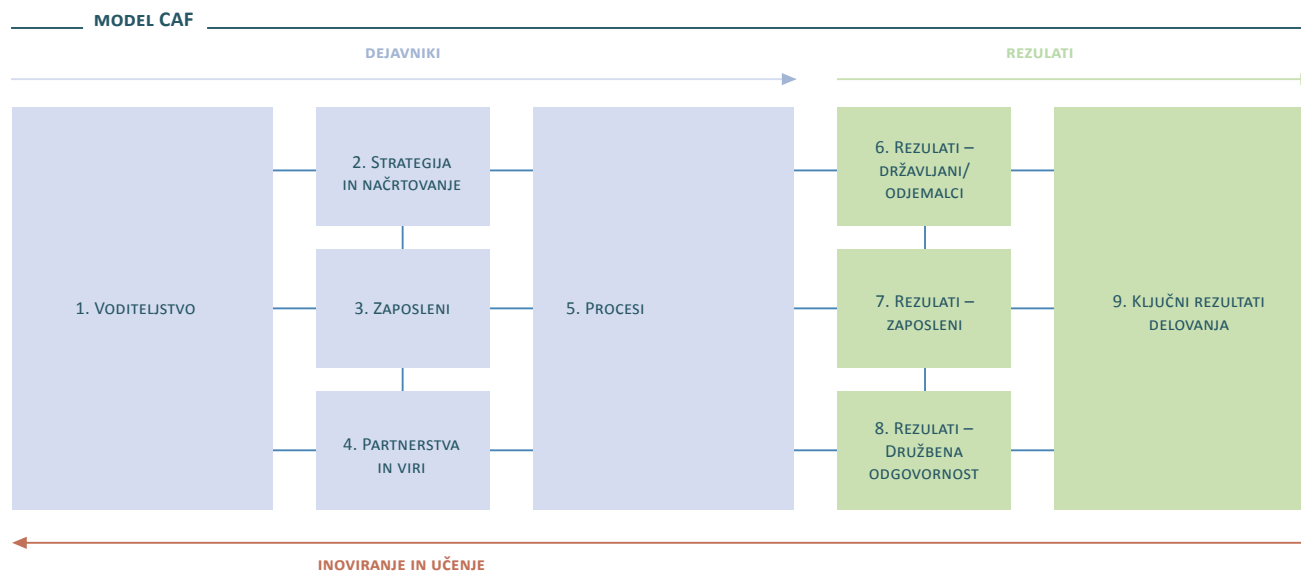 MODEL CAF
DEJAVNIKI
REZULATI
1. VODITELJSTVO
2. STRATEGIJA
IN NAČRTOVANJE
3. ZAPOSLENI
4. PARTNERSTVA
IN VIRI
5. PROCESI
6. REZULATI –
DRŽAVLJANI/
ODJEMALCI
7. REZULATI –
ZAPOSLENI
8. REZULATI –
DRUŽBENA
ODGOVORNOST
9. KLJUČNI REZULTATI
DELOVANJA
INOVIRANJE IN UČENJE